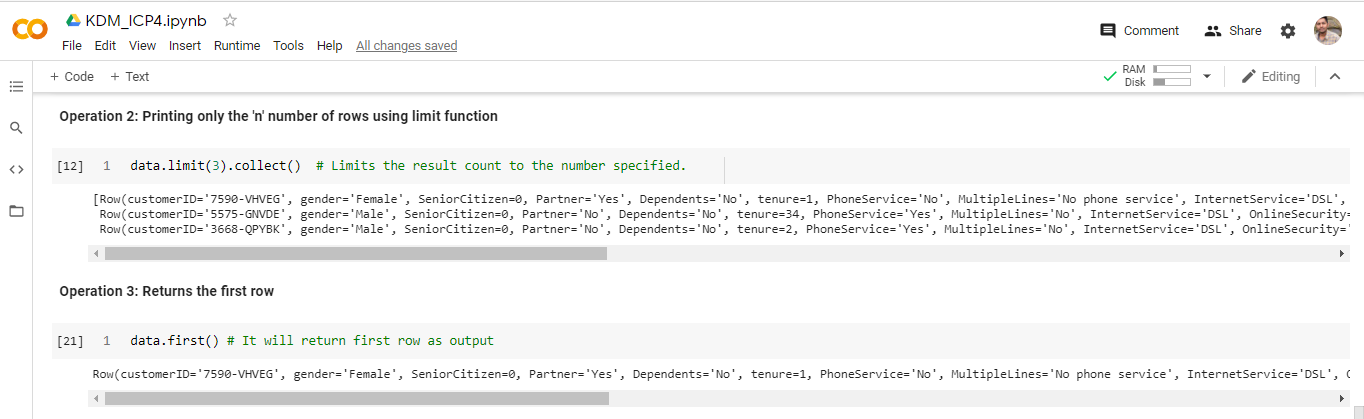 KDM_ICP4.ipynb
File Edit View Insert Runtime Tools Help All changes saved
Comment Share
+ Code + Text
RAM
Disk
Editing
Operation 2: Printing only the 'n' number of rows using limit function
[12] 1 data.limit(3).collect() # Limits the result count to the number specified.
[Row(customerID='7590-VHVEG', gender='Female', SeniorCitizen=0, Partner='Yes', Dependents='No', tenure=1, PhoneService='No', MultipleLines='No phone service', InternetService='DSL',
Row(customerID='5575-GNVDE', gender='Male', SeniorCitizen=0, Partner='No', Dependents='No', tenure=34, PhoneService='Yes', MultipleLines='No', InternetService='DSL', OnlineSecurity=
Row(customerID='3668-QPYBK', gender='Male', SeniorCitizen=0, Partner='No', Dependents='No', tenure=2, PhoneService='Yes', MultipleLines='No', InternetService='DSL', OnlineSecurity='
Operation 3: Returns the first row
[21] 1 data.first() # It will return first row as output
Row(customerID='7590-VHVEG', gender='Female', SeniorCitizen=0, Partner='Yes', Dependents='No', tenure=1, PhoneService='No', MultipleLines='No phone service', InternetService='DSL',